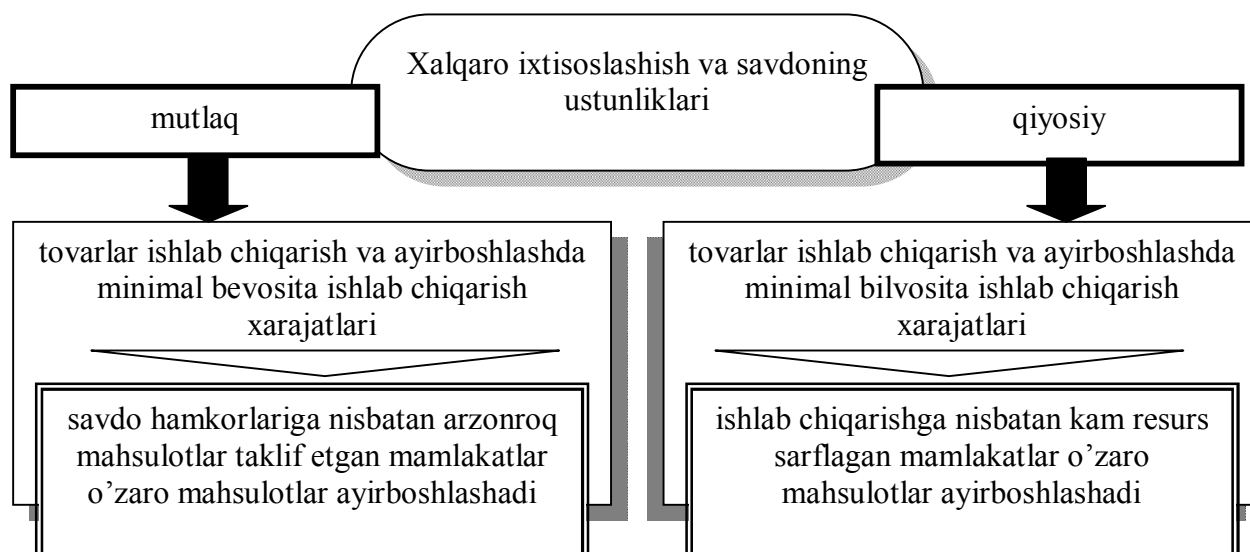 Xalqaro ixtisoslashish va savdoning
ustunliklari
mutlaq
qiyosiy
tovarlar ishlab chiqarish va ayirboshlashda
minimal bevosita ishlab chiqarish
xarajatlari
tovarlar ishlab chiqarish va ayirboshlashda
minimal bilvosita ishlab chiqarish
xarajatlari
savdo hamkorlariga nisbatan arzonroq
mahsulotlar taklif etgan mamlakatlar
o’zaro mahsulotlar ayirboshlashadi
ishlab chiqarishga nisbatan kam resurs
sarflagan mamlakatlar o’zaro
mahsulotlar ayirboshlashadi